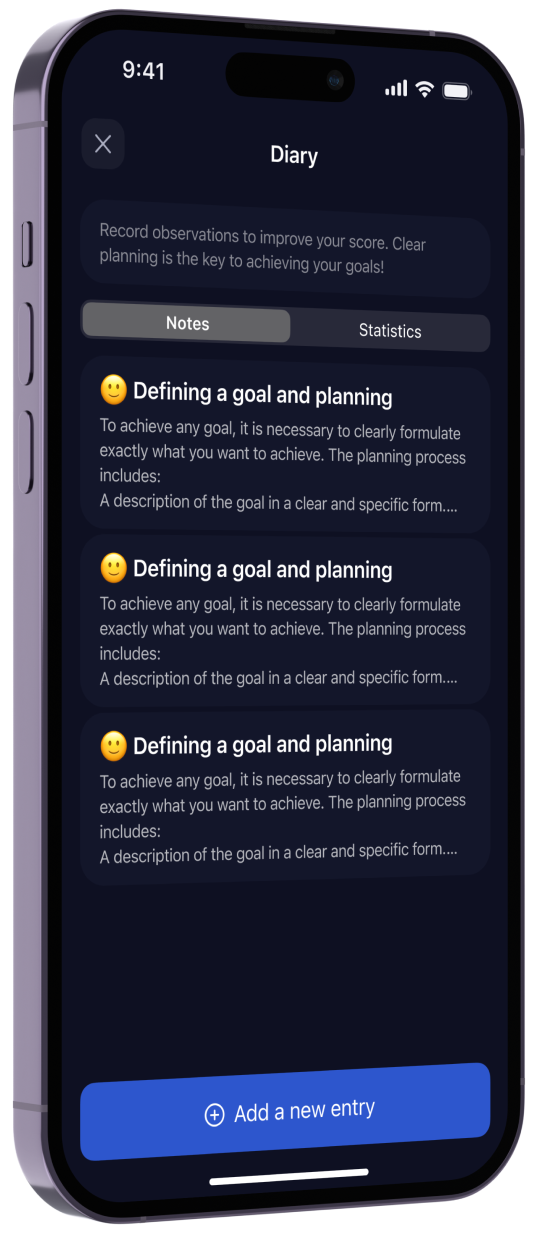 9:41
Diary
Record observations to improve your score. Clear
planning is the key to achieving your goals!
Notes
Statistics
🙂 Defining a goal and planning
To achieve any goal, it is necessary to clearly formulate
exactly what you want to achieve. The planning process
includes:
A description of the goal in a clear and specific form....
🙂 Defining a goal and planning
To achieve any goal, it is necessary to clearly formulate
exactly what you want to achieve. The planning process
includes:
A description of the goal in a clear and specific form....
🙂 Defining a goal and planning
To achieve any goal, it is necessary to clearly formulate
exactly what you want to achieve. The planning process
includes:
A description of the goal in a clear and specific form....
Add a new entry